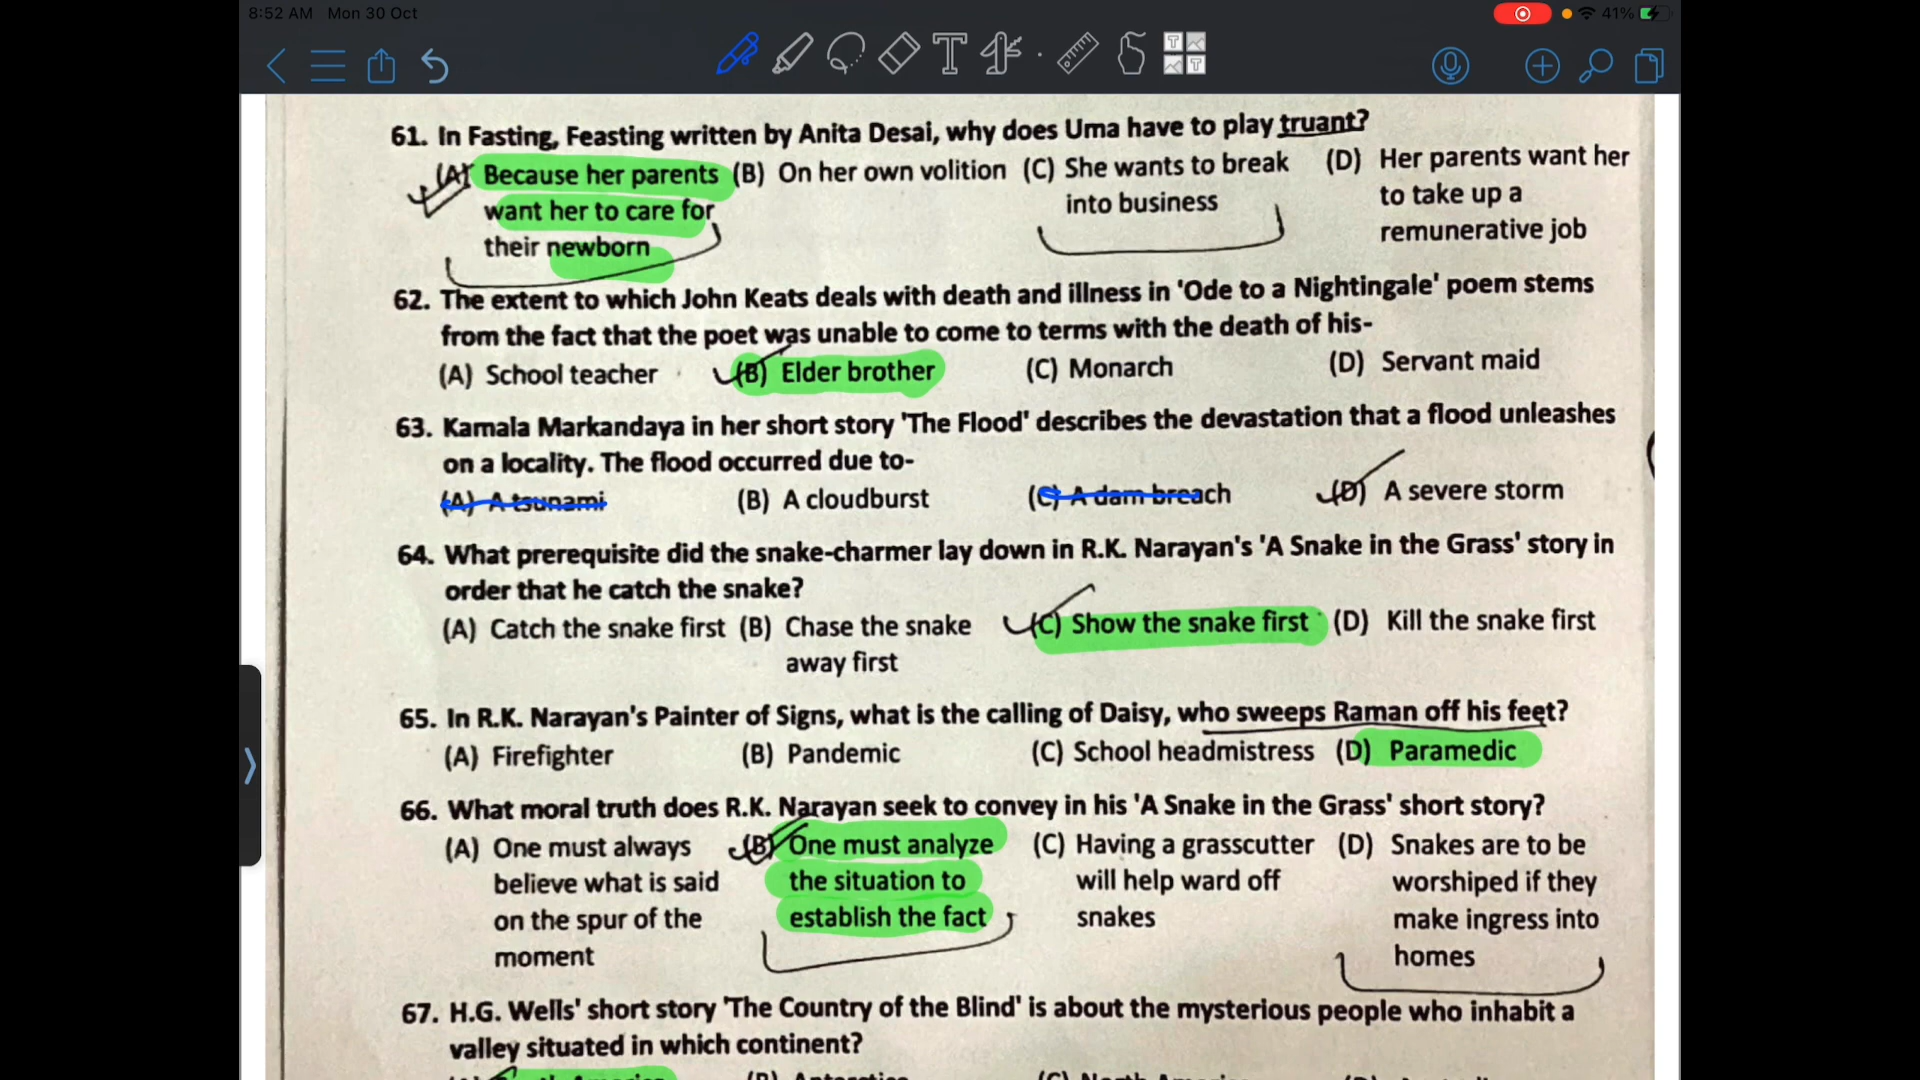 8:52 AM Mon 30 Oct
41%
61. In Fasting, Feasting written by Anita Desai, why does Uma have to play truant?
(A) Because her parents want her to care for their newborn
(B) On her own volition
(C) She wants to break into business
(D) Her parents want her to take up a remunerative job
62. The extent to which John Keats deals with death and illness in 'Ode to a Nightingale' poem stems
from the fact that the poet was unable to come to terms with the death of his-
(A) School teacher (B) Elder brother (C) Monarch (D) Servant maid
63. Kamala Markandaya in her short story 'The Flood' describes the devastation that a flood unleashes
on a locality. The flood occurred due to-
(A) A tsunami (B) A cloudburst (C) A dam breach (D) A severe storm
64. What prerequisite did the snake-charmer lay down in R.K. Narayan's 'A Snake in the Grass' story in
order that he catch the snake?
(A) Catch the snake first (B) Chase the snake away first (C) Show the snake first (D) Kill the snake first
65. In R.K. Narayan's Painter of Signs, what is the calling of Daisy, who sweeps Raman off his feet?
(A) Firefighter (B) Pandemic (C) School headmistress (D) Paramedic
66. What moral truth does R.K. Narayan seek to convey in his 'A Snake in the Grass' short story?
(A) One must always believe what is said on the spur of the moment
(B) One must analyze the situation to establish the fact
(C) Having a grasscutter will help ward off snakes
(D) Snakes are to be worshiped if they make ingress into homes
67. H.G. Wells' short story 'The Country of the Blind' is about the mysterious people who inhabit a
valley situated in which continent?